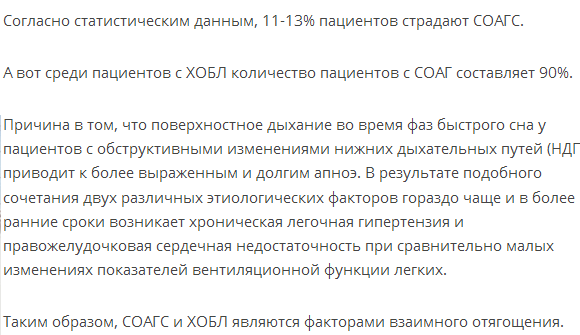 Согласно статистическим данным, 11-13% пациентов страдают СОАГС.
А вот среди пациентов с ХОБЛ количество пациентов с СОАГ составляет 90%.
Причина в том, что поверхностное дыхание во время фаз быстрого сна у
пациентов с обструктивными изменениями нижних дыхательных путей (НДП
приводит к более выраженным и долгим апноэ. В результате подобного
сочетания двух различных этиологических факторов гораздо чаще и в более
ранние сроки возникает хроническая легочная гипертензия и
правожелудочковая сердечная недостаточность при сравнительно малых
изменениях показателей вентиляционной функции легких.
Таким образом, СОАГС и ХОБЛ являются факторами взаимного отягощения.